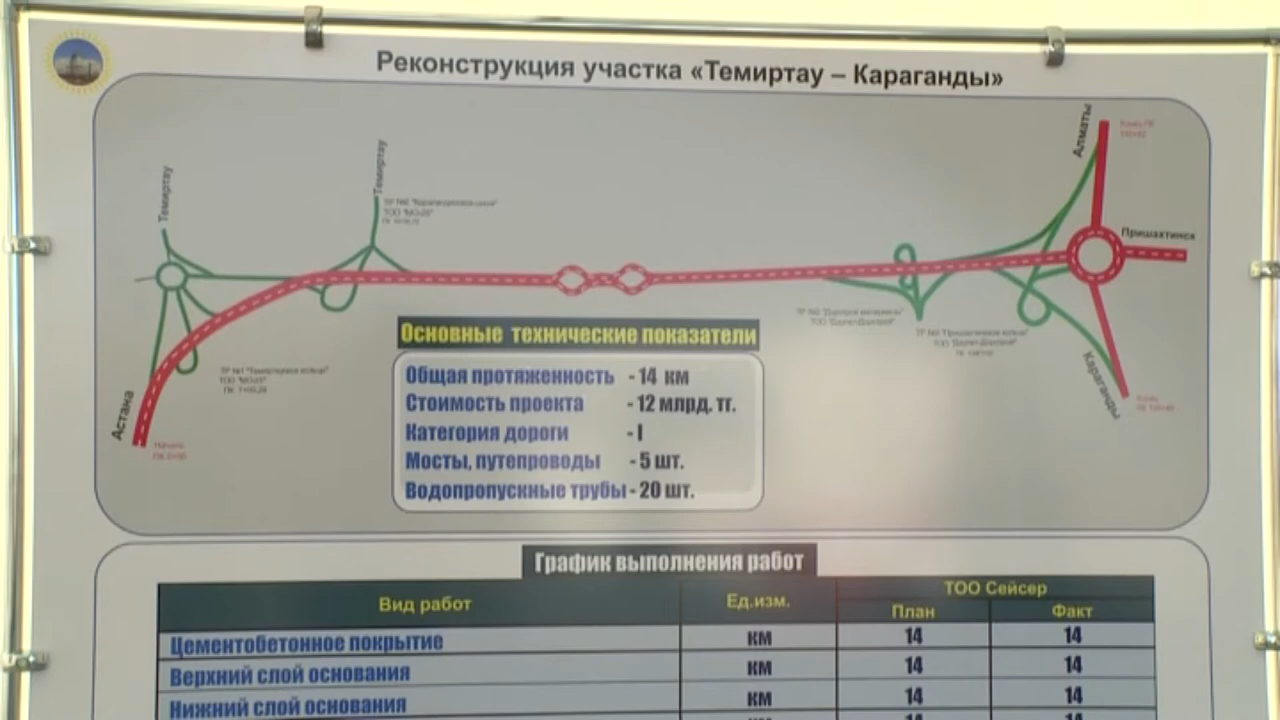 Реконструкция участка «Темиртау – Караганды»
Алматы
Темиртау
Темиртау
Пришахтинск
Астана
Караганды
Основные технические показатели
Общая протяженность - 14 км
Стоимость проекта - 12 млрд. тг.
Категория дороги - I
Мосты, путепроводы - 5 шт.
Водопропускные трубы - 20 шт.
График выполнения работ
Вид работ Ед.изм. ТОО Сейсер
План Факт
Цементобетонное покрытие км 14 14
Верхний слой основания км 14 14
Нижний слой основания км 14 14